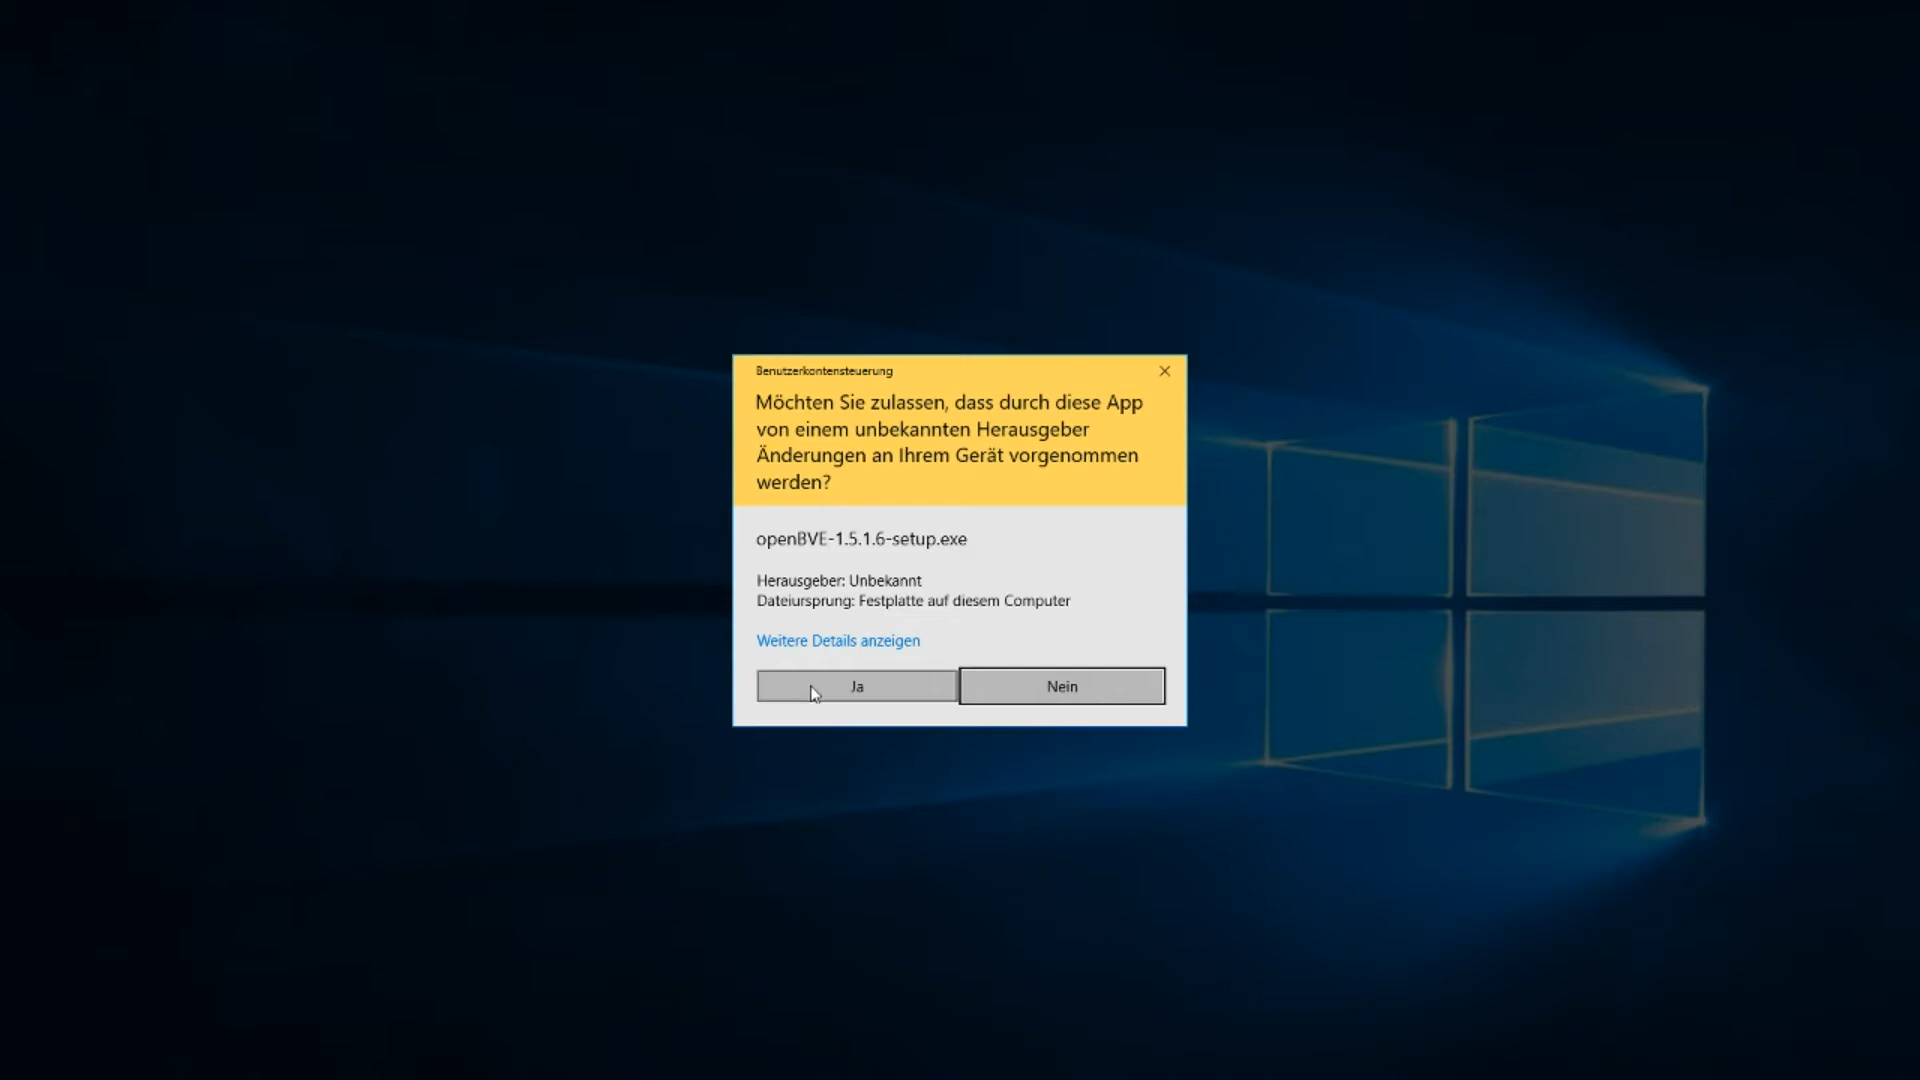 Benutzerkontensteuerung
Möchten Sie zulassen, dass durch diese App
von einem unbekannten Herausgeber
Änderungen an Ihrem Gerät vorgenommen
werden?
openBVE-1.5.1.6-setup.exe
Herausgeber: Unbekannt
Dateiursprung: Festplatte auf diesem Computer
Weitere Details anzeigen
Ja
Nein